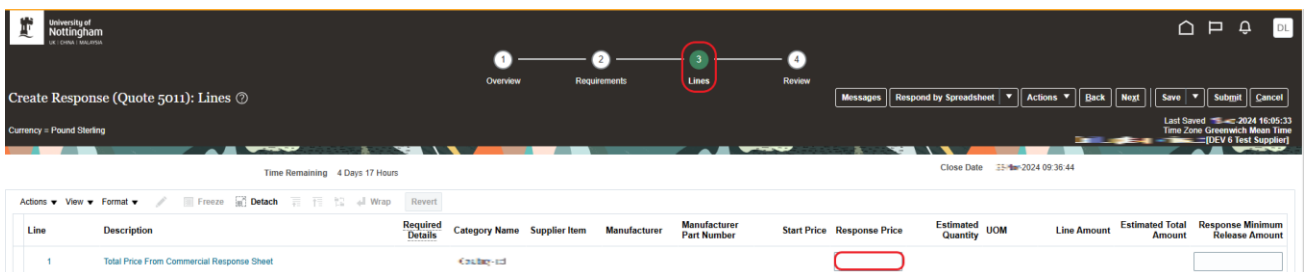 University of
Nottingham
UK | CHINA | MALAYSIA
DL
1 2 3 4
Overview Requirements Lines Review
Create Response (Quote 5011): Lines ?
Messages Respond by Spreadsheet Actions Back Next Save Submit Cancel
Currency = Pound Sterling
Last Saved 2024 16:05:33
Time Zone Greenwich Mean Time
[DEV 6 Test Supplier]
Time Remaining 4 Days 17 Hours
Close Date 2024 09:36:44
Actions View Format Freeze Detach Wrap Revert
Line Description Required Details Category Name Supplier Item Manufacturer Manufacturer Part Number Start Price Response Price Estimated Quantity UOM Line Amount Estimated Total Amount Response Minimum Release Amount
1 Total Price From Commercial Response Sheet